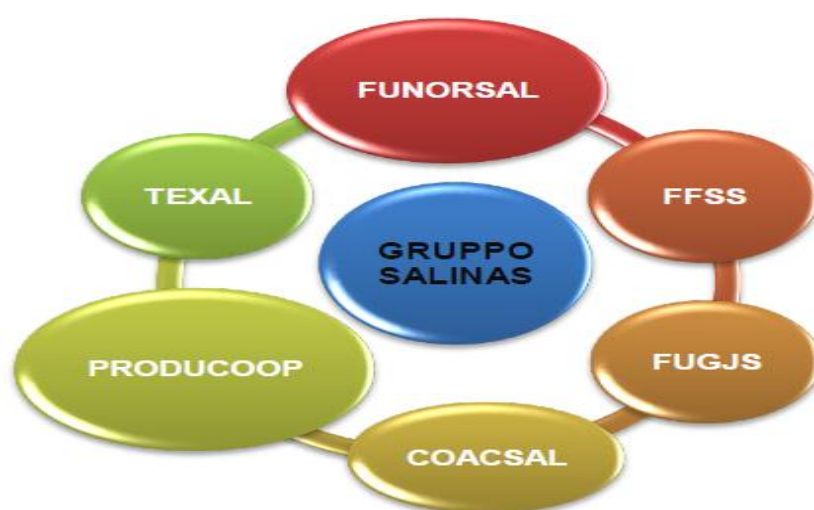 FUNORSAL
TEXAL
FFSS
GRUPPO
SALINAS
PRODUCOOP
FUGJS
COACSAL